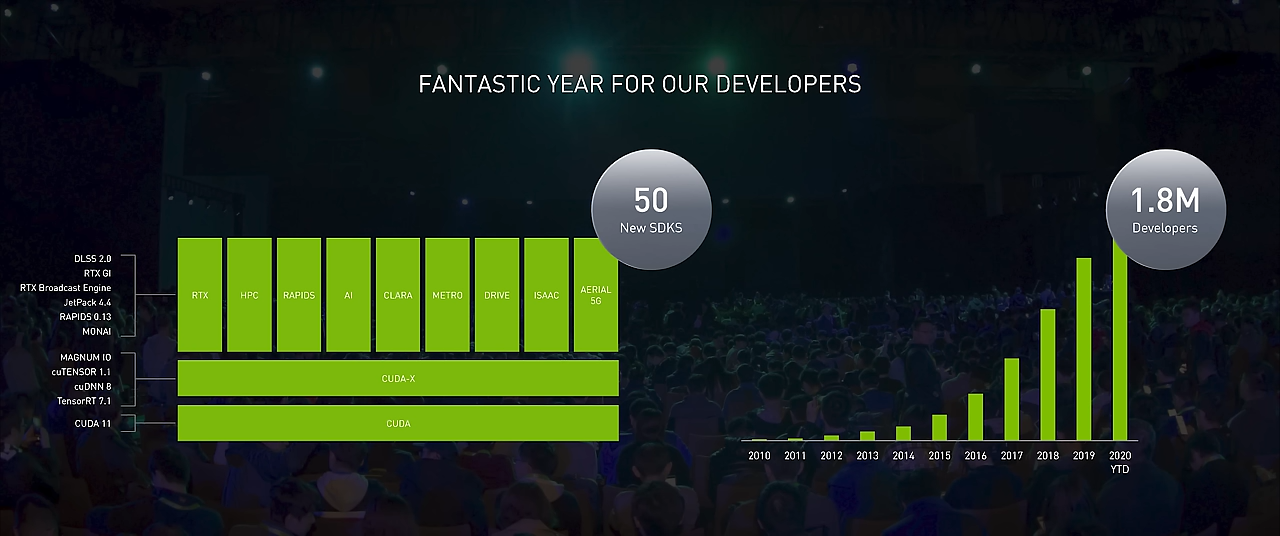 FANTASTIC YEAR FOR OUR DEVELOPERS
50
New SDKS
1.8M
Developers
DLSS 2.0
RTX GI
RTX Broadcast Engine
JetPack 4.4
RAPIDS 0.13
MONAI
RTX
HPC
RAPIDS
AI
CLARA
METRO
DRIVE
ISAAC
AERIAL
5G
MAGNUM IO
cuTENSOR 1.1
cuDNN 8
TensorRT 7.1
CUDA-X
CUDA 11
CUDA
2010
2011
2012
2013
2014
2015
2016
2017
2018
2019
2020
YTD